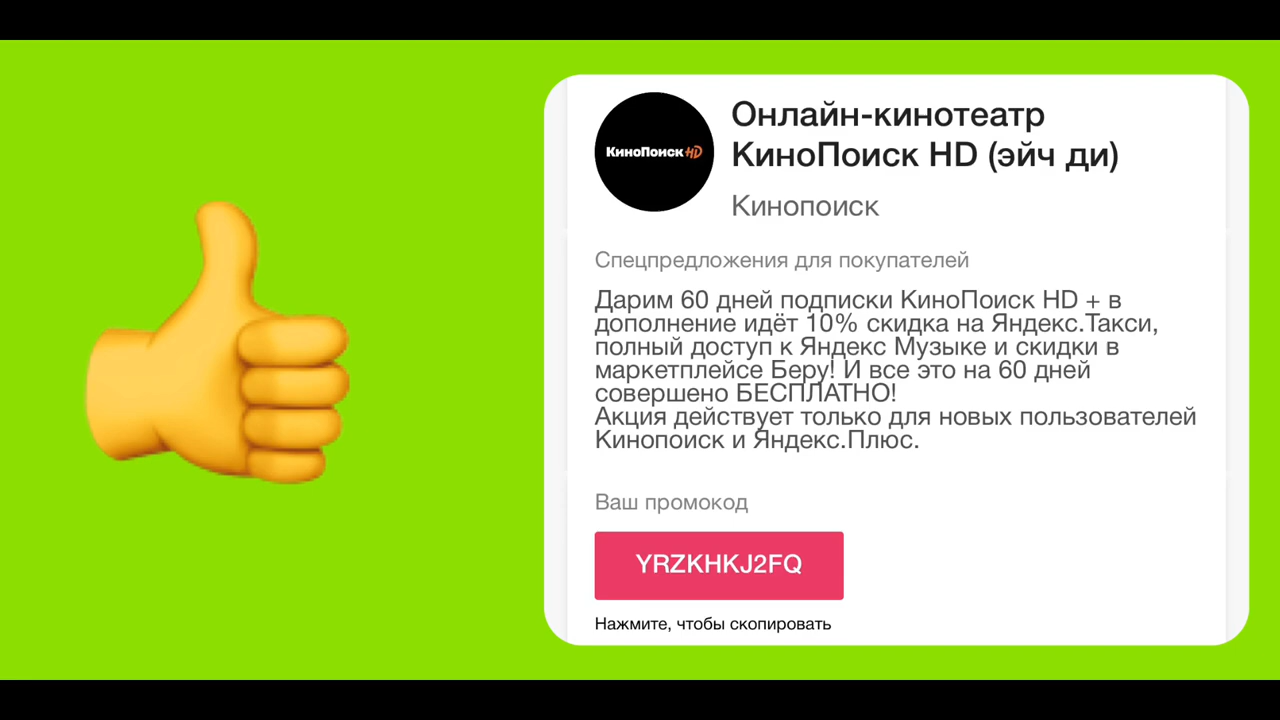 Онлайн-кинотеатр
КиноПоиск HD (эйч ди)
КиноПоиск HD
Кинопоиск
Спецпредложения для покупателей
Дарим 60 дней подписки КиноПоиск HD + в
дополнение идёт 10% скидка на Яндекс.Такси,
полный доступ к Яндекс Музыке и скидки в
маркетплейсе Беру! И все это на 60 дней
совершено БЕСПЛАТНО!
Акция действует только для новых пользователей
Кинопоиск и Яндекс.Плюс.
Ваш промокод
YRZKHKJ2FQ
Нажмите, чтобы скопировать